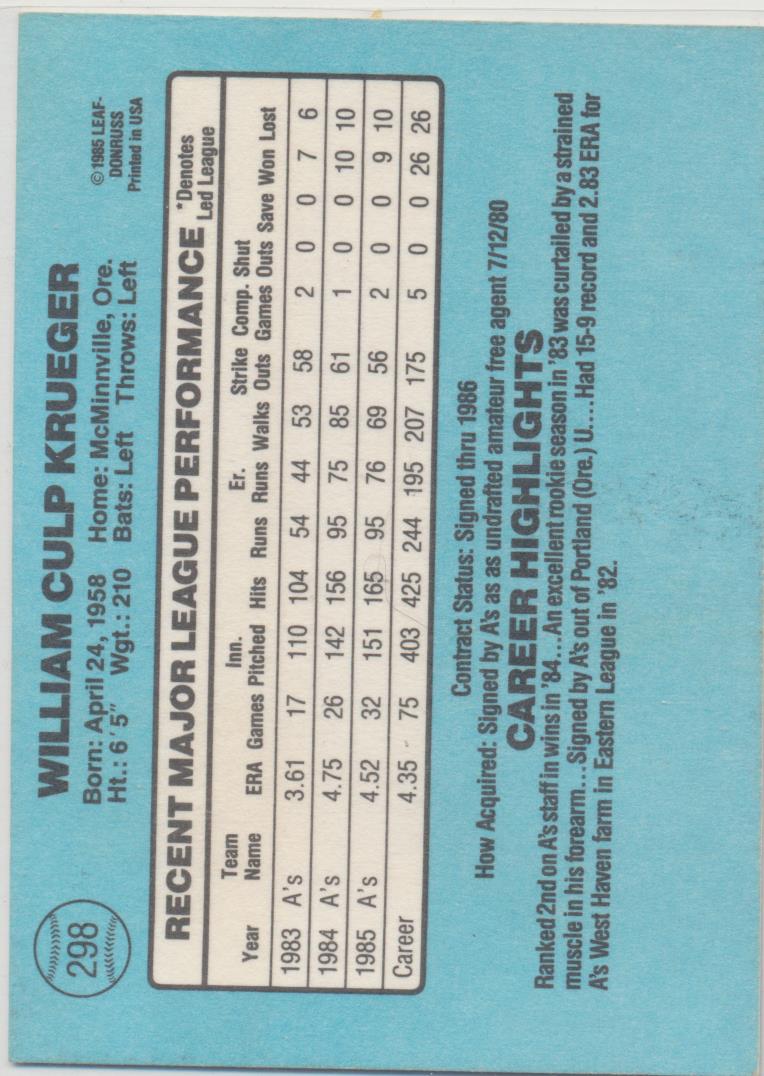 298
WILLIAM CULP KRUEGER
Born: April 24, 1958 Home: McMinnville, Ore.
Ht.: 6'5" Wgt.: 210 Bats: Left Throws: Left
© 1985 LEAF-
DONRUSS
Printed in USA
RECENT MAJOR LEAGUE PERFORMANCE *Denotes
Led League
Team Inn. Er. Strike Comp. Shut
Year Name ERA Games Pitched Hits Runs Runs Walks Outs Games Outs Save Won Lost
1983 A's 3.61 17 110 104 54 44 53 58 2 0 0 7 6
1984 A's 4.75 26 142 156 95 75 85 61 1 0 0 10 10
1985 A's 4.52 32 151 165 95 76 69 56 2 0 0 9 10
Career 4.35 75 403 425 244 195 207 175 5 0 0 26 26
Contract Status: Signed thru 1986
How Acquired: Signed by A's as as undrafted amateur free agent 7/12/80
CAREER HIGHLIGHTS
Ranked 2nd on A's staff in wins in '84...An excellent rookie season in '83 was curtailed by a strained
muscle in his forearm...Signed by A's out of Portland (Ore.) U....Had 15-9 record and 2.83 ERA for
A's West Haven farm in Eastern League in '82.